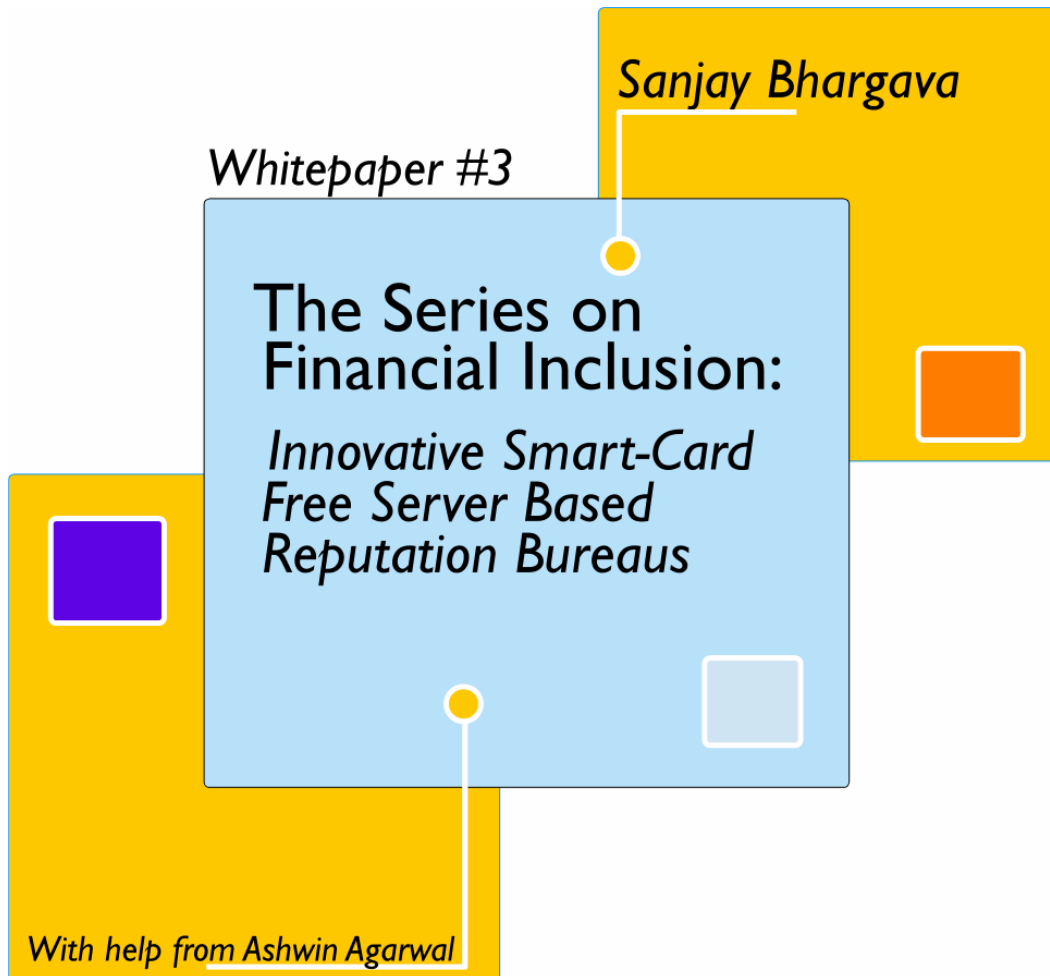 Sanjay Bhargava
Whitepaper #3
The Series on
Financial Inclusion:
Innovative Smart-Card
Free Server Based
Reputation Bureaus
With help from Ashwin Agarwal